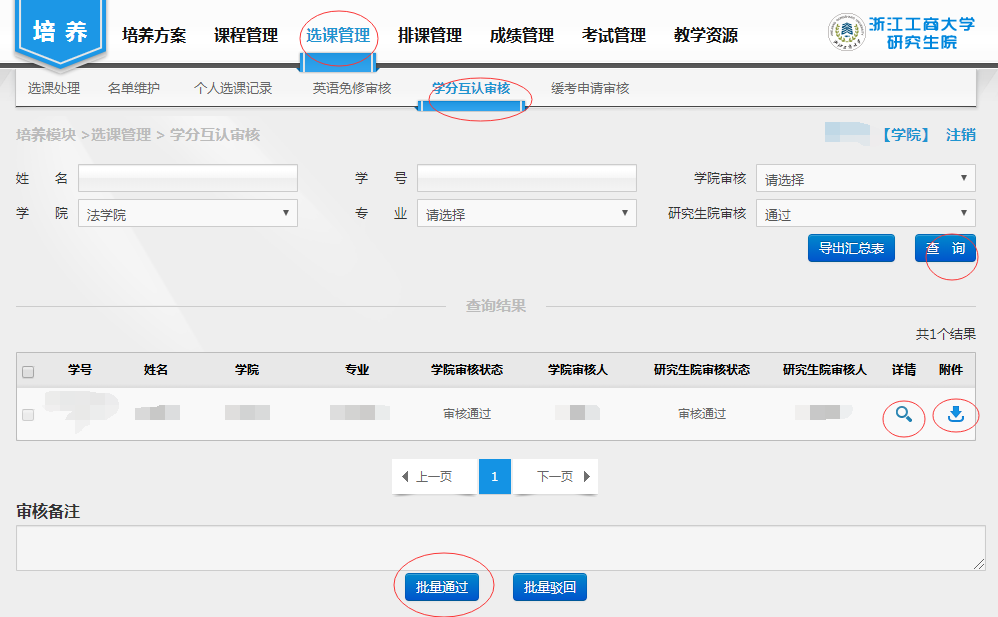 培养 培养方案 课程管理 选课管理 排课管理 成绩管理 考试管理 教学资源 浙江工商大学
研究生院
选课处理 名单维护 个人选课记录 英语免修审核 学分互认审核 缓考申请审核
培养模块 >选课管理 > 学分互认审核 【学院】 注销
姓 名 学 号 学院审核 请选择
学 院 法学院 专 业 请选择 研究生院审核 通过
导出汇总表 查 询
查询结果
共1个结果
学号 姓名 学院 专业 学院审核状态 学院审核人 研究生院审核状态 研究生院审核人 详情 附件
审核通过 审核通过
上一页 1 下一页
审核备注
批量通过 批量驳回